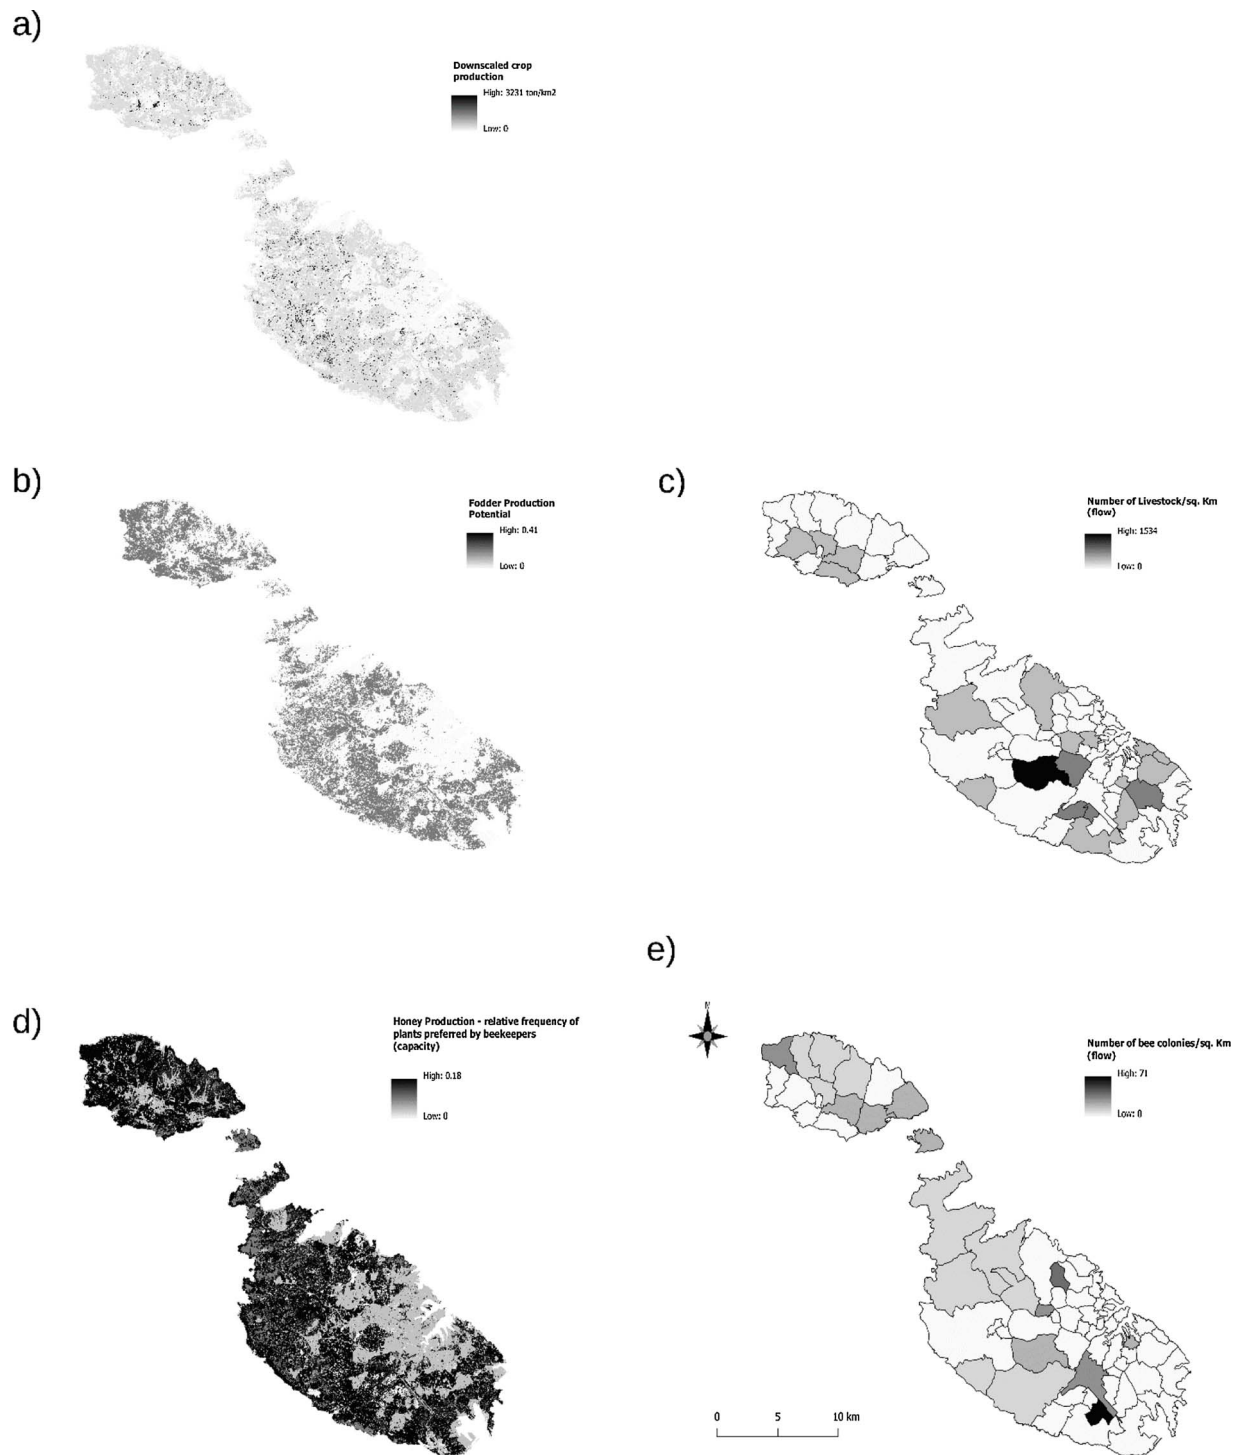 a)
Downscaled crop
production
High: 3231 ton/km2
Low: 0
b)
Fodder Production
Potential
High: 0.41
Low: 0
c)
Number of Livestock/sq. Km
(flow)
High: 1534
Low: 0
d)
Honey Production - relative frequency of
plants preferred by beekeepers
(capacity)
High: 0.18
Low: 0
e)
N
Number of bee colonies/sq. Km
(flow)
High: 71
Low: 0
0 5 10 km